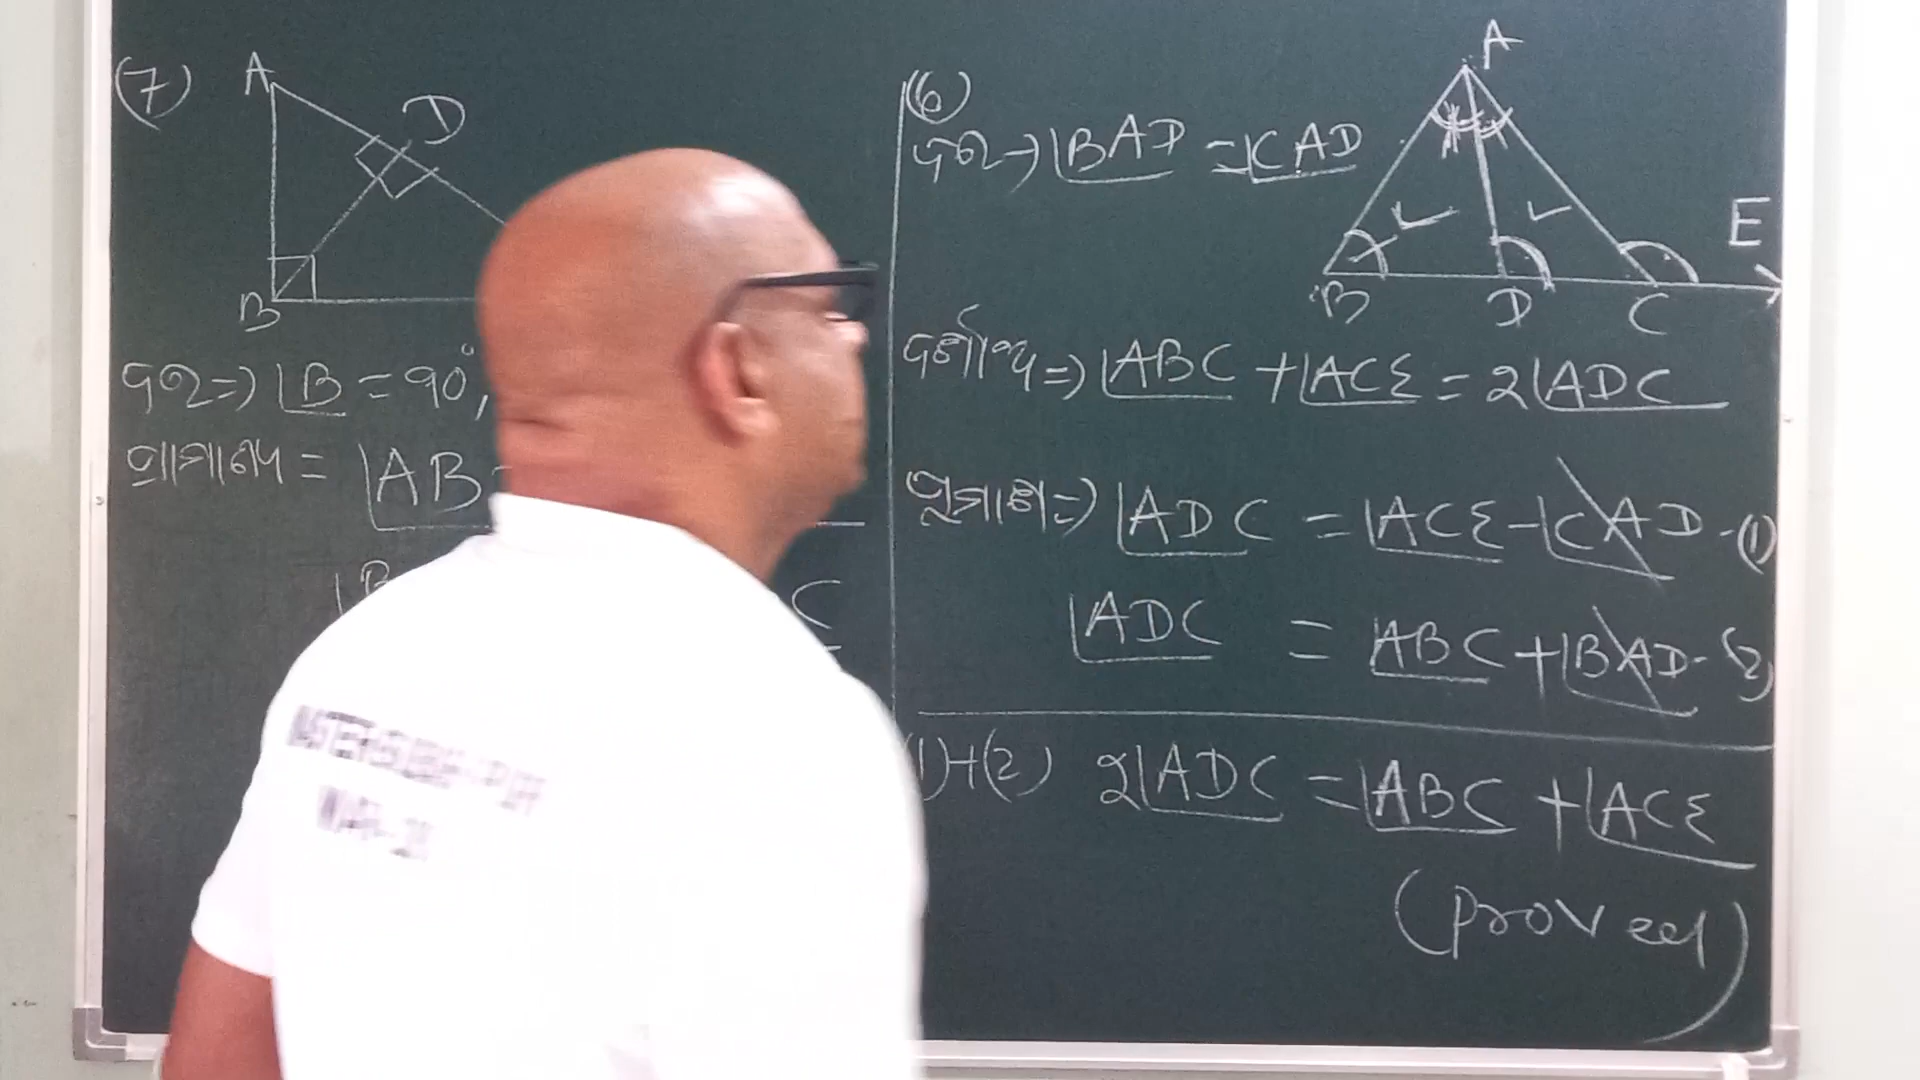 (7)
A
D
B
ଦତ୍ତ ⇒ ∠B = 90°,
ପ୍ରାମାଣ୍ୟ = ∠AB
C
(6)
ଦତ୍ତ → ∠BAD = ∠CAD
A
E
B D C
ଦର୍ଶାଅ ⇒ ∠ABC + ∠ACE = 2∠ADC
ପ୍ରମାଣ ⇒ ∠ADC = ∠ACE - ∠CAD - (1)
∠ADC = ∠ABC + ∠BAD - (2)
(1)+(2) 2∠ADC = ∠ABC + ∠ACE
(proved)